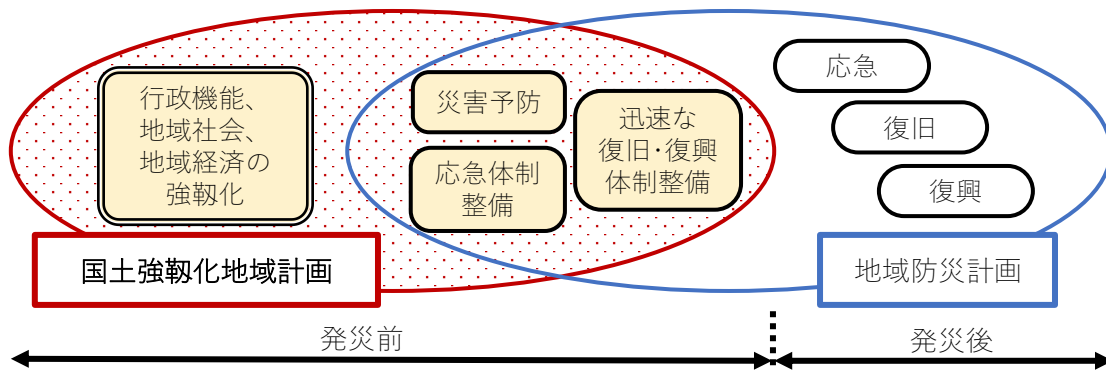 行政機能、
地域社会、
地域経済の
強靱化
災害予防
応急体制
整備
迅速な
復旧・復興
体制整備
応急
復旧
復興
国土強靱化地域計画
地域防災計画
発災前
発災後